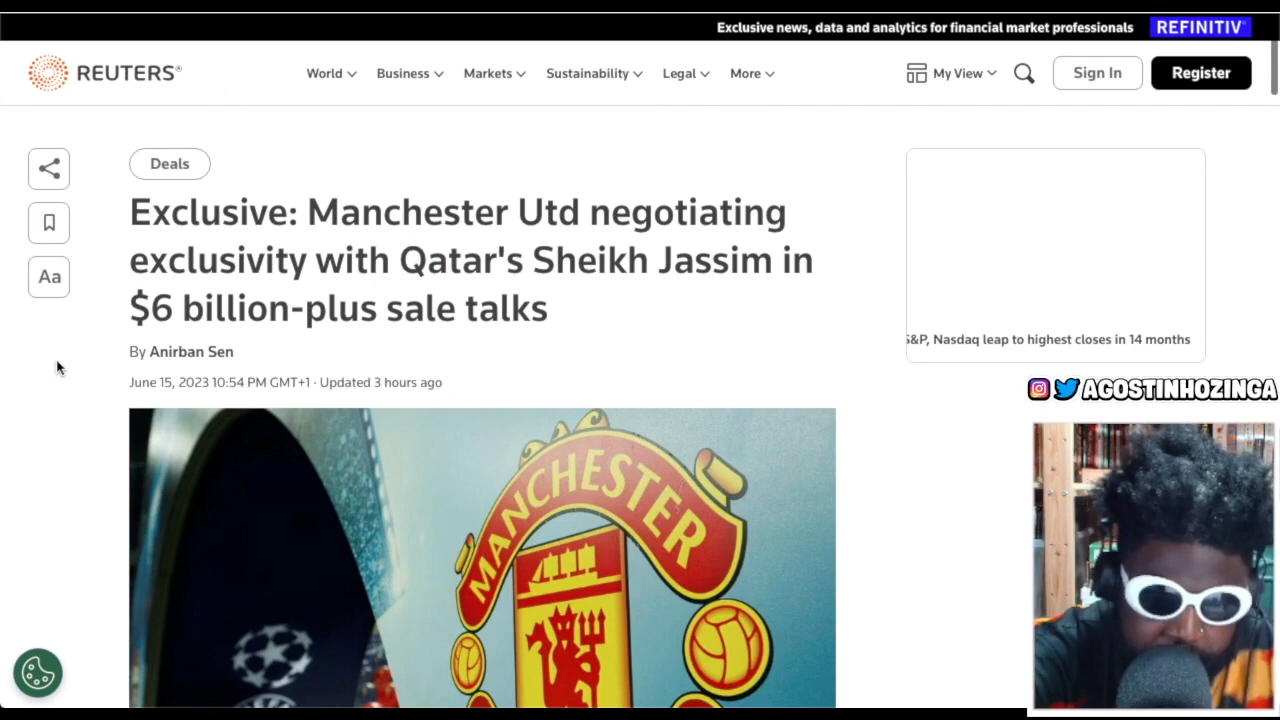 Exclusive news, data and analytics for financial market professionals REFINITIV
REUTERS® World Business Markets Sustainability Legal More My View Sign In Register
Deals
Exclusive: Manchester Utd negotiating
exclusivity with Qatar's Sheikh Jassim in
$6 billion-plus sale talks
By Anirban Sen
June 15, 2023 10:54 PM GMT+1 · Updated 3 hours ago
Aa
S&P, Nasdaq leap to highest closes in 14 months
AGOSTINHOZINGA
MANCHESTER